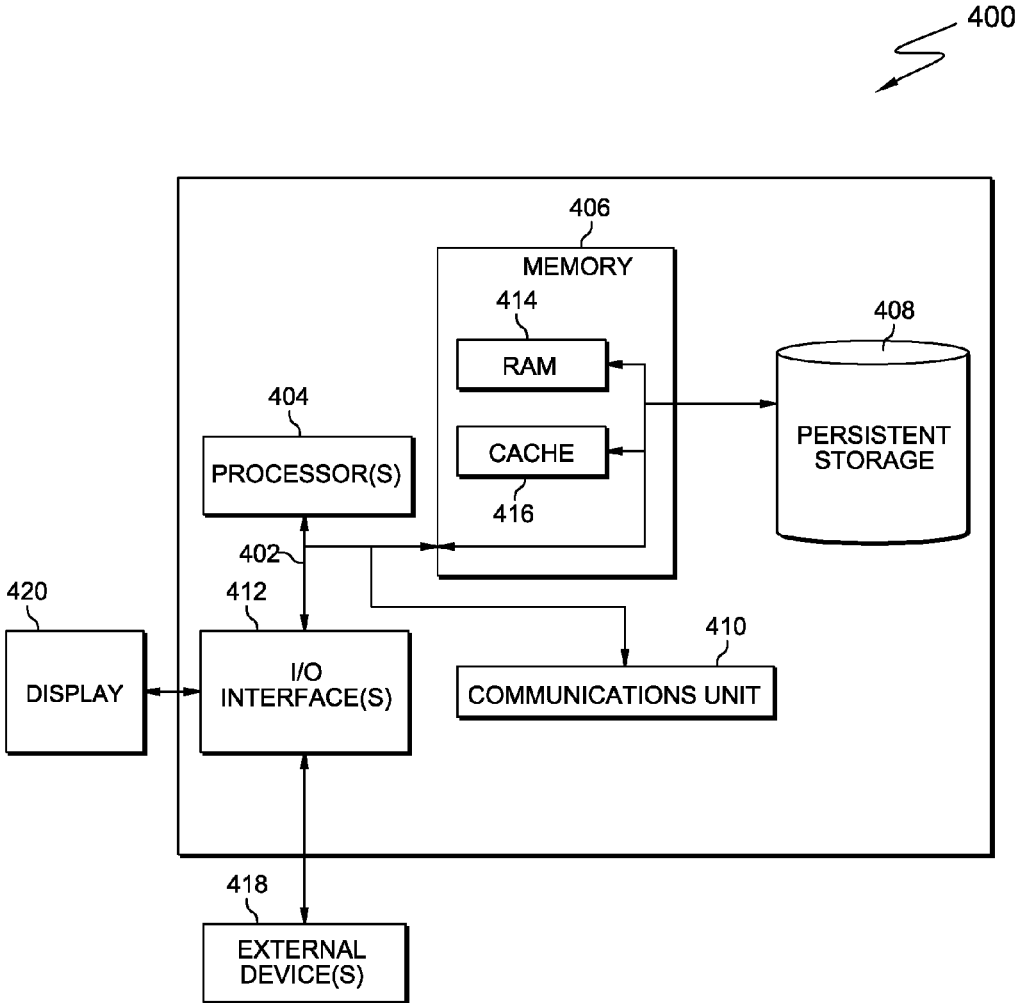 400
406
MEMORY
414
RAM
408
404
PROCESSOR(S)
CACHE
416
PERSISTENT
STORAGE
402
420
412
DISPLAY
I/O
INTERFACE(S)
410
COMMUNICATIONS UNIT
418
EXTERNAL
DEVICE(S)